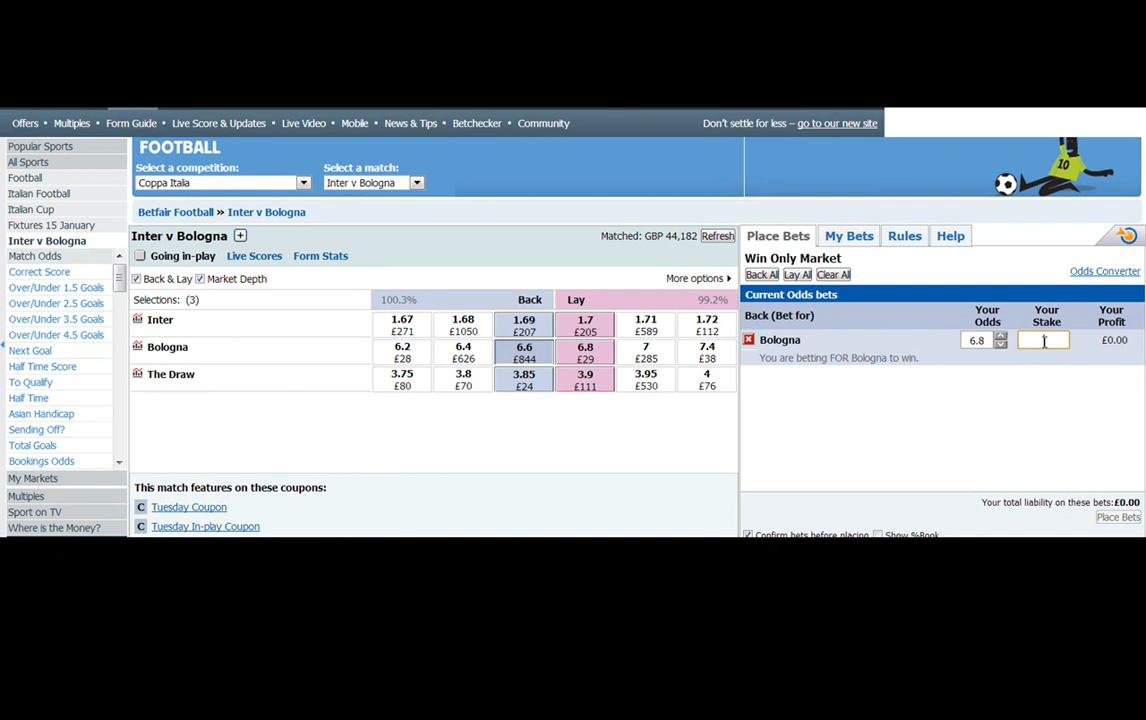 Offers • Multiples • Form Guide • Live Score & Updates • Live Video • Mobile • News & Tips • Betchecker • Community Don't settle for less – go to our new site
Popular Sports
All Sports
Football
Italian Football
Italian Cup
Fixtures 15 January
Inter v Bologna
Match Odds
Correct Score
Over/Under 1.5 Goals
Over/Under 2.5 Goals
Over/Under 3.5 Goals
Over/Under 4.5 Goals
Next Goal
Half Time Score
To Qualify
Half Time
Asian Handicap
Sending Off?
Total Goals
Bookings Odds
My Markets
Multiples
Sport on TV
Where is the Money?
FOOTBALL
Select a competition: Select a match:
Coppa Italia Inter v Bologna
10
Betfair Football » Inter v Bologna
Inter v Bologna + Matched: GBP 44,182 Refresh
Going in-play Live Scores Form Stats
Back & Lay Market Depth More options
Selections: (3) 100.3% Back Lay 99.2%
Inter 1.67 1.68 1.69 1.7 1.71 1.72
£271 £1050 £207 £205 £589 £112
Bologna 6.2 6.4 6.6 6.8 7 7.4
£28 £626 £844 £29 £285 £38
The Draw 3.75 3.8 3.85 3.9 3.95 4
£80 £70 £24 £111 £530 £76
This match features on these coupons:
C Tuesday Coupon
C Tuesday In-play Coupon
Place Bets My Bets Rules Help
Win Only Market
Back All Lay All Clear All Odds Converter
Current Odds bets
Back (Bet for) Your Odds Your Stake Your Profit
Bologna 6.8 £0.00
You are betting FOR Bologna to win.
Your total liability on these bets:£0.00
Place Bets
Confirm bets before placing Show %Book